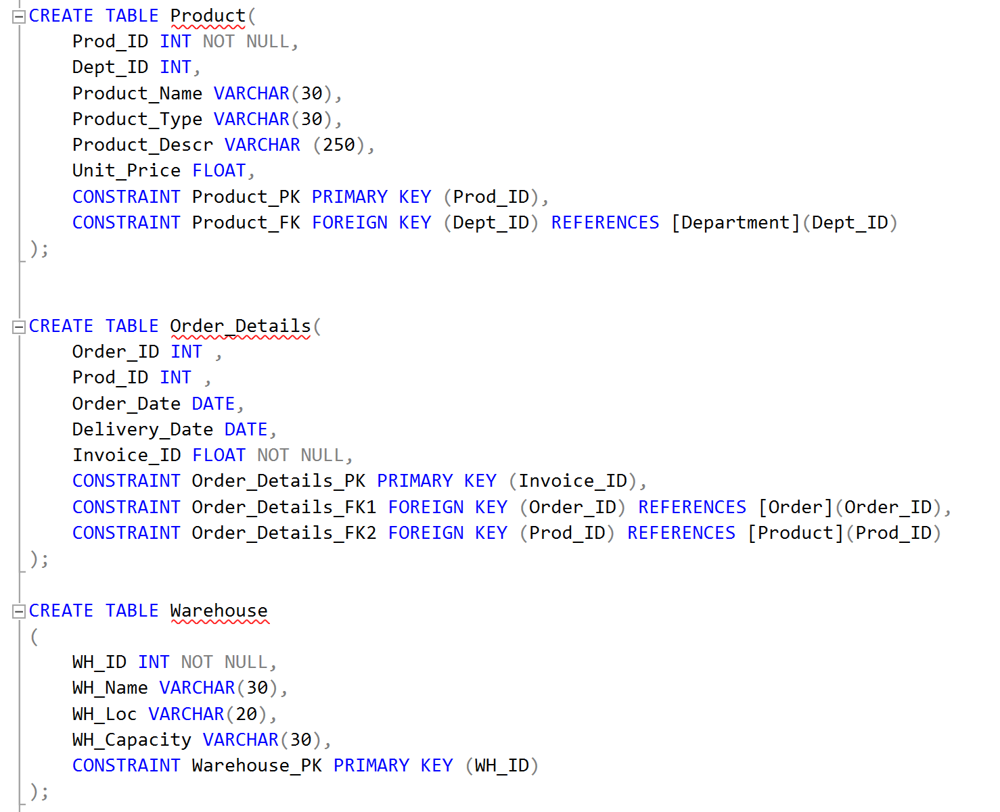 CREATE TABLE Product(
Prod_ID INT NOT NULL,
Dept_ID INT,
Product_Name VARCHAR(30),
Product_Type VARCHAR(30),
Product_Descr VARCHAR (250),
Unit_Price FLOAT,
CONSTRAINT Product_PK PRIMARY KEY (Prod_ID),
CONSTRAINT Product_FK FOREIGN KEY (Dept_ID) REFERENCES [Department](Dept_ID)
);
CREATE TABLE Order_Details(
Order_ID INT ,
Prod_ID INT ,
Order_Date DATE,
Delivery_Date DATE,
Invoice_ID FLOAT NOT NULL,
CONSTRAINT Order_Details_PK PRIMARY KEY (Invoice_ID),
CONSTRAINT Order_Details_FK1 FOREIGN KEY (Order_ID) REFERENCES [Order](Order_ID),
CONSTRAINT Order_Details_FK2 FOREIGN KEY (Prod_ID) REFERENCES [Product](Prod_ID)
);
CREATE TABLE Warehouse
(
WH_ID INT NOT NULL,
WH_Name VARCHAR(30),
WH_Loc VARCHAR(20),
WH_Capacity VARCHAR(30),
CONSTRAINT Warehouse_PK PRIMARY KEY (WH_ID)
);